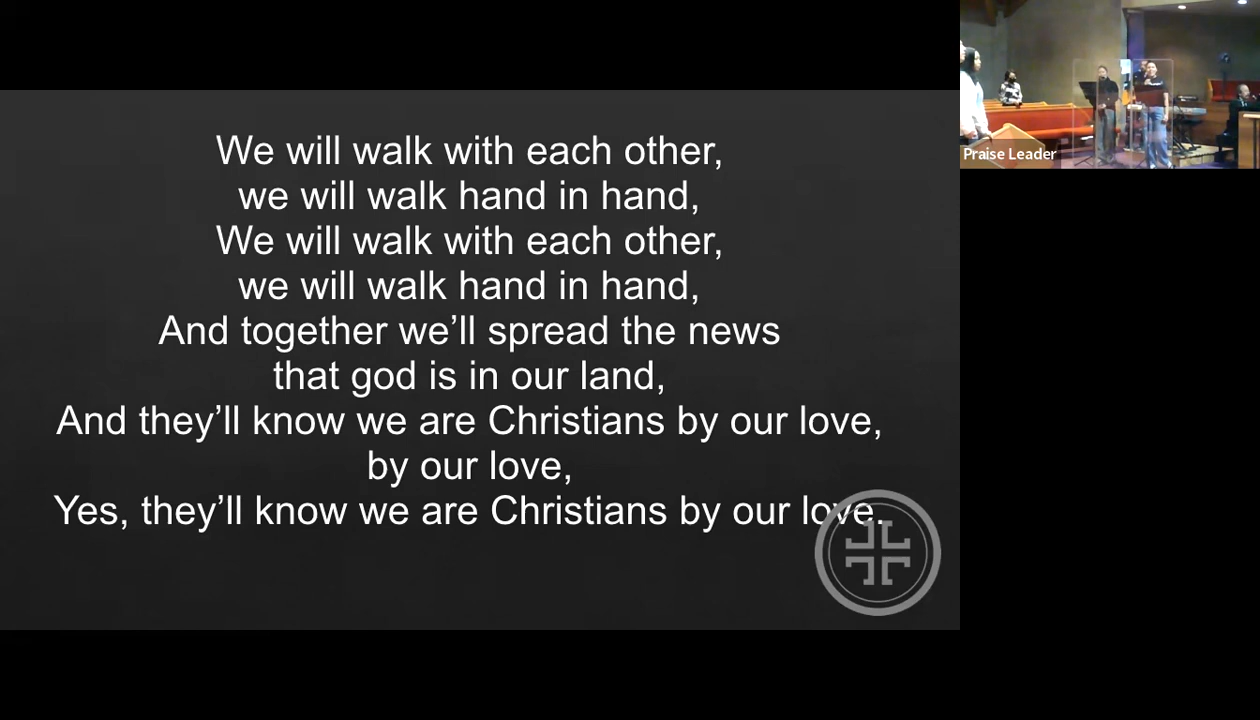 We will walk with each other,
we will walk hand in hand,
We will walk with each other,
we will walk hand in hand,
And together we’ll spread the news
that god is in our land,
And they’ll know we are Christians by our love,
by our love,
Yes, they’ll know we are Christians by our love.
Praise Leader